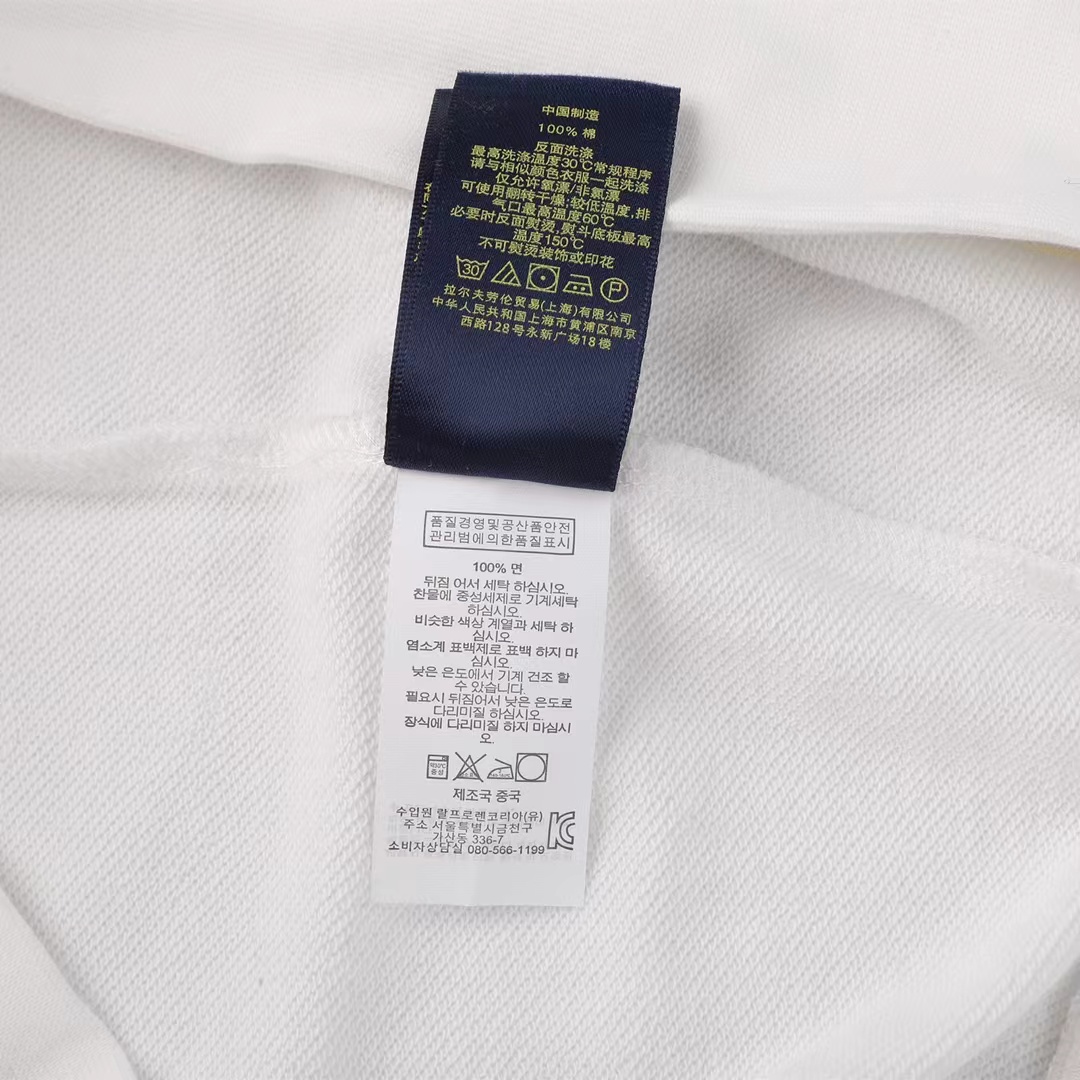 中国制造
100% 棉
反面洗涤
最高洗涤温度30℃常规程序
请与相似颜色衣服一起洗涤
仅允许氧漂/非氯漂
可使用翻转干燥;较低温度,排
气口最高温度60℃
必要时反面熨烫,熨斗底板最高
温度150℃
不可熨烫装饰或印花
30 P
拉尔夫劳伦贸易(上海)有限公司
中华人民共和国上海市黄浦区南京
西路128号永新广场18楼
품질경영및공산품안전
관리범에의한품질표시
100% 면
뒤짐 어서 세탁 하십시오.
찬물에 중성세제로 기계세탁
하십시오.
비슷한 색상 계열과 세탁 하
십시오.
염소계 표백제로 표백 하지 마
십시오.
낮은 은도에서 기계 건조 할
수 았습니다.
필요시 뒤짐어서 낮은 은도로
다리미질 하십시오.
장식에 다리미질 하지 마십시
오.
제조국 중국
수입원 랄프로렌코리아(유)
주소 서울특별시금천구
가산동 336-7
소비자상담실 080-566-1199